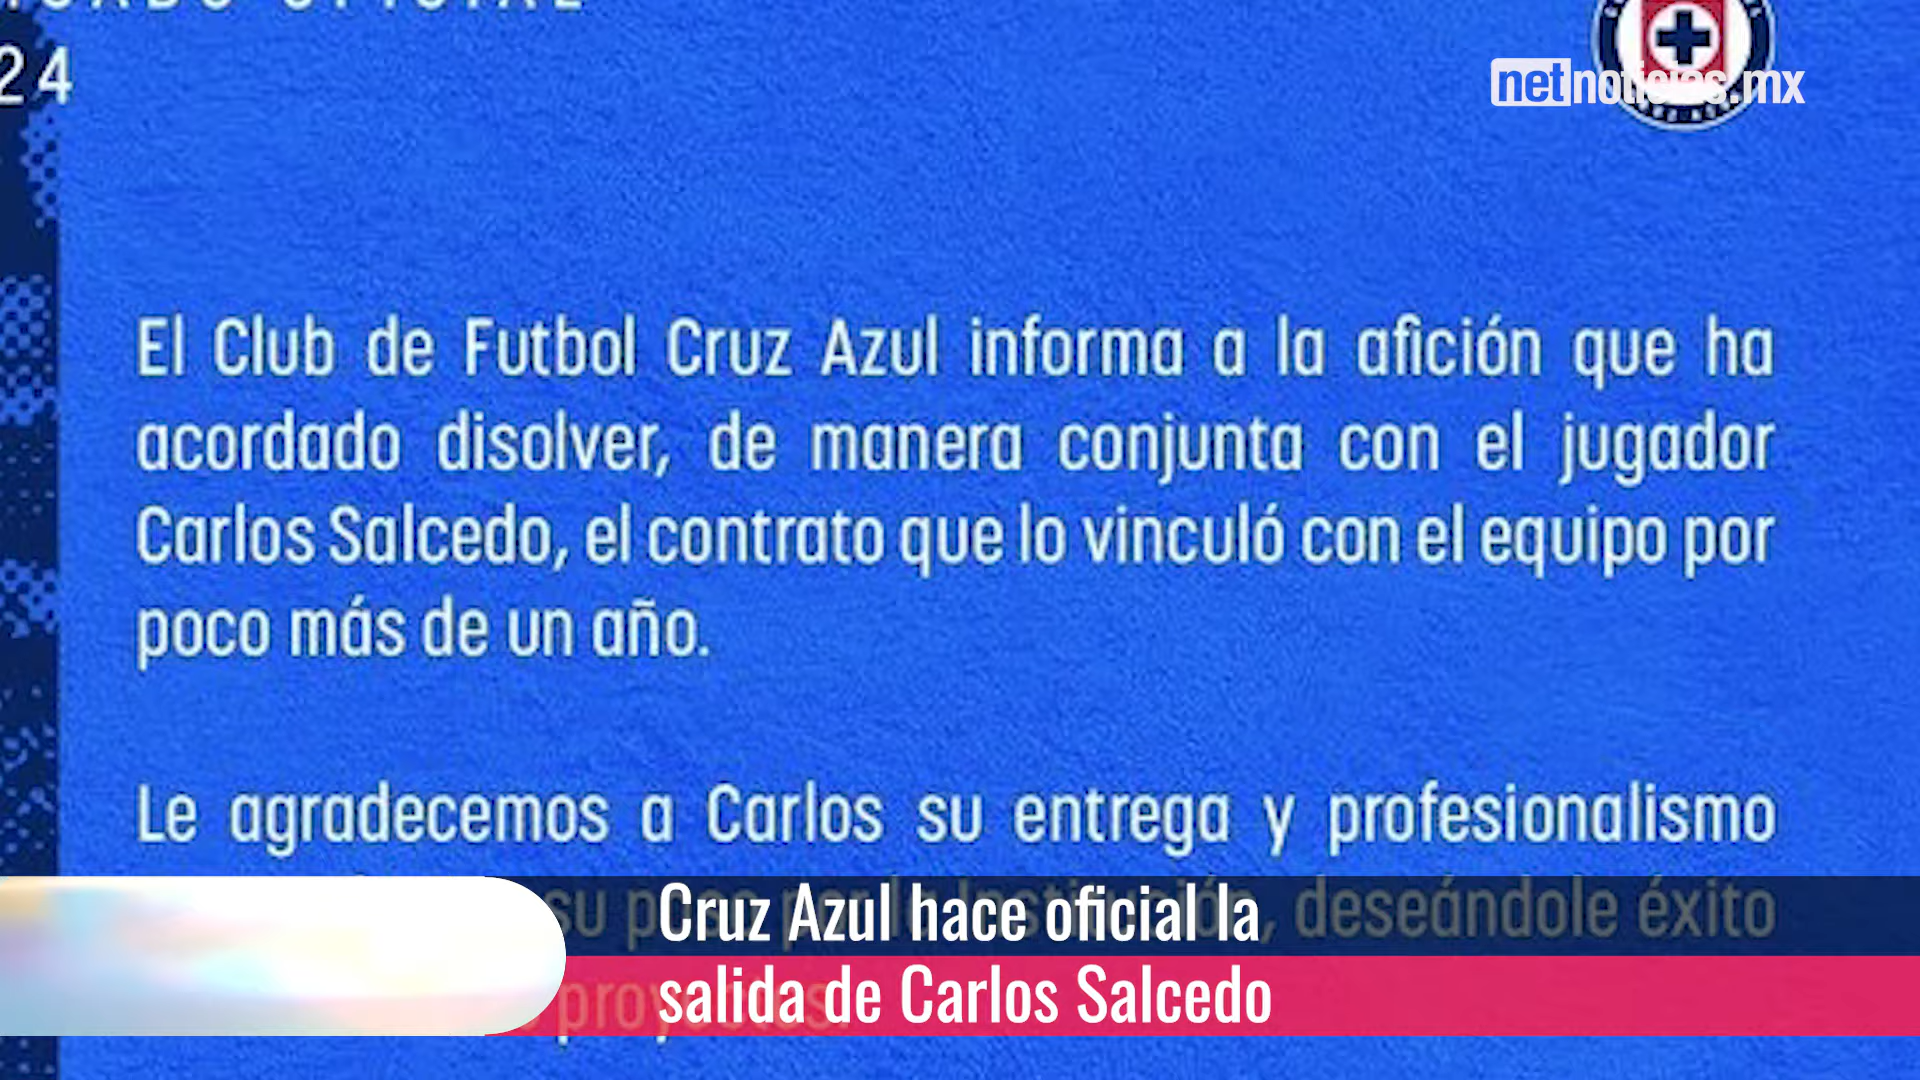 24
netnoticias.mx
El Club de Futbol Cruz Azul informa a la afición que ha
acordado disolver, de manera conjunta con el jugador
Carlos Salcedo, el contrato que lo vinculó con el equipo por
poco más de un año.
Le agradecemos a Carlos su entrega y profesionalismo
su deseándole éxito
Cruz Azul hace oficial la
salida de Carlos Salcedo